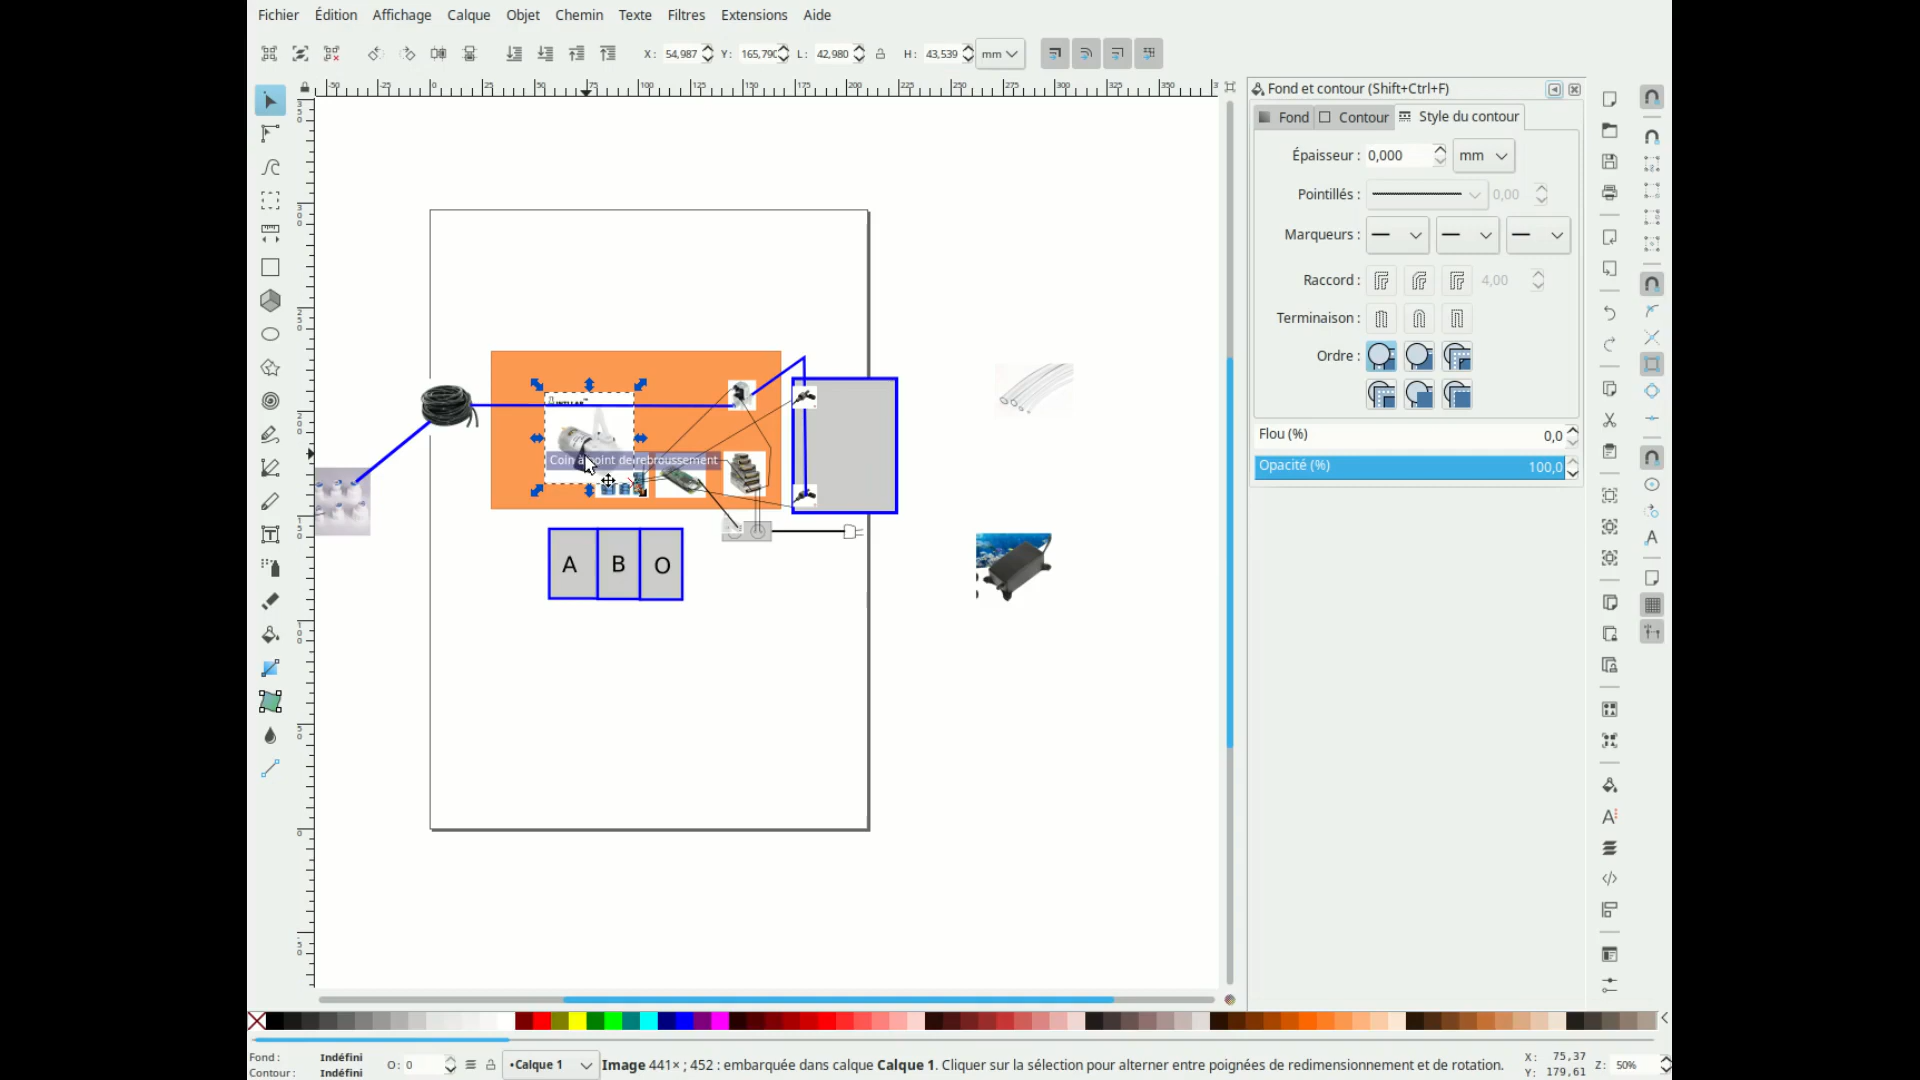 Fichier Édition Affichage Calque Objet Chemin Texte Filtres Extensions Aide
X : 54,987 Y : 165,790 L : 42,980 H : 43,539 mm
Fond et contour (Shift+Ctrl+F)
Fond Contour Style du contour
Épaisseur : 0,000 mm
Pointillés : 0,00
Marqueurs :
Raccord : 4,00
Terminaison :
Ordre :
Flou (%) 0,0
Opacité (%) 100,0
Coin à point de rebroussement
A B O
Fond : Indéfini
Contour : Indéfini
O : 0
•Calque 1
Image 441× ; 452 : embarquée dans calque Calque 1. Cliquer sur la sélection pour alterner entre poignées de redimensionnement et de rotation.
X : 75,37
Y : 179,61
Z : 50%